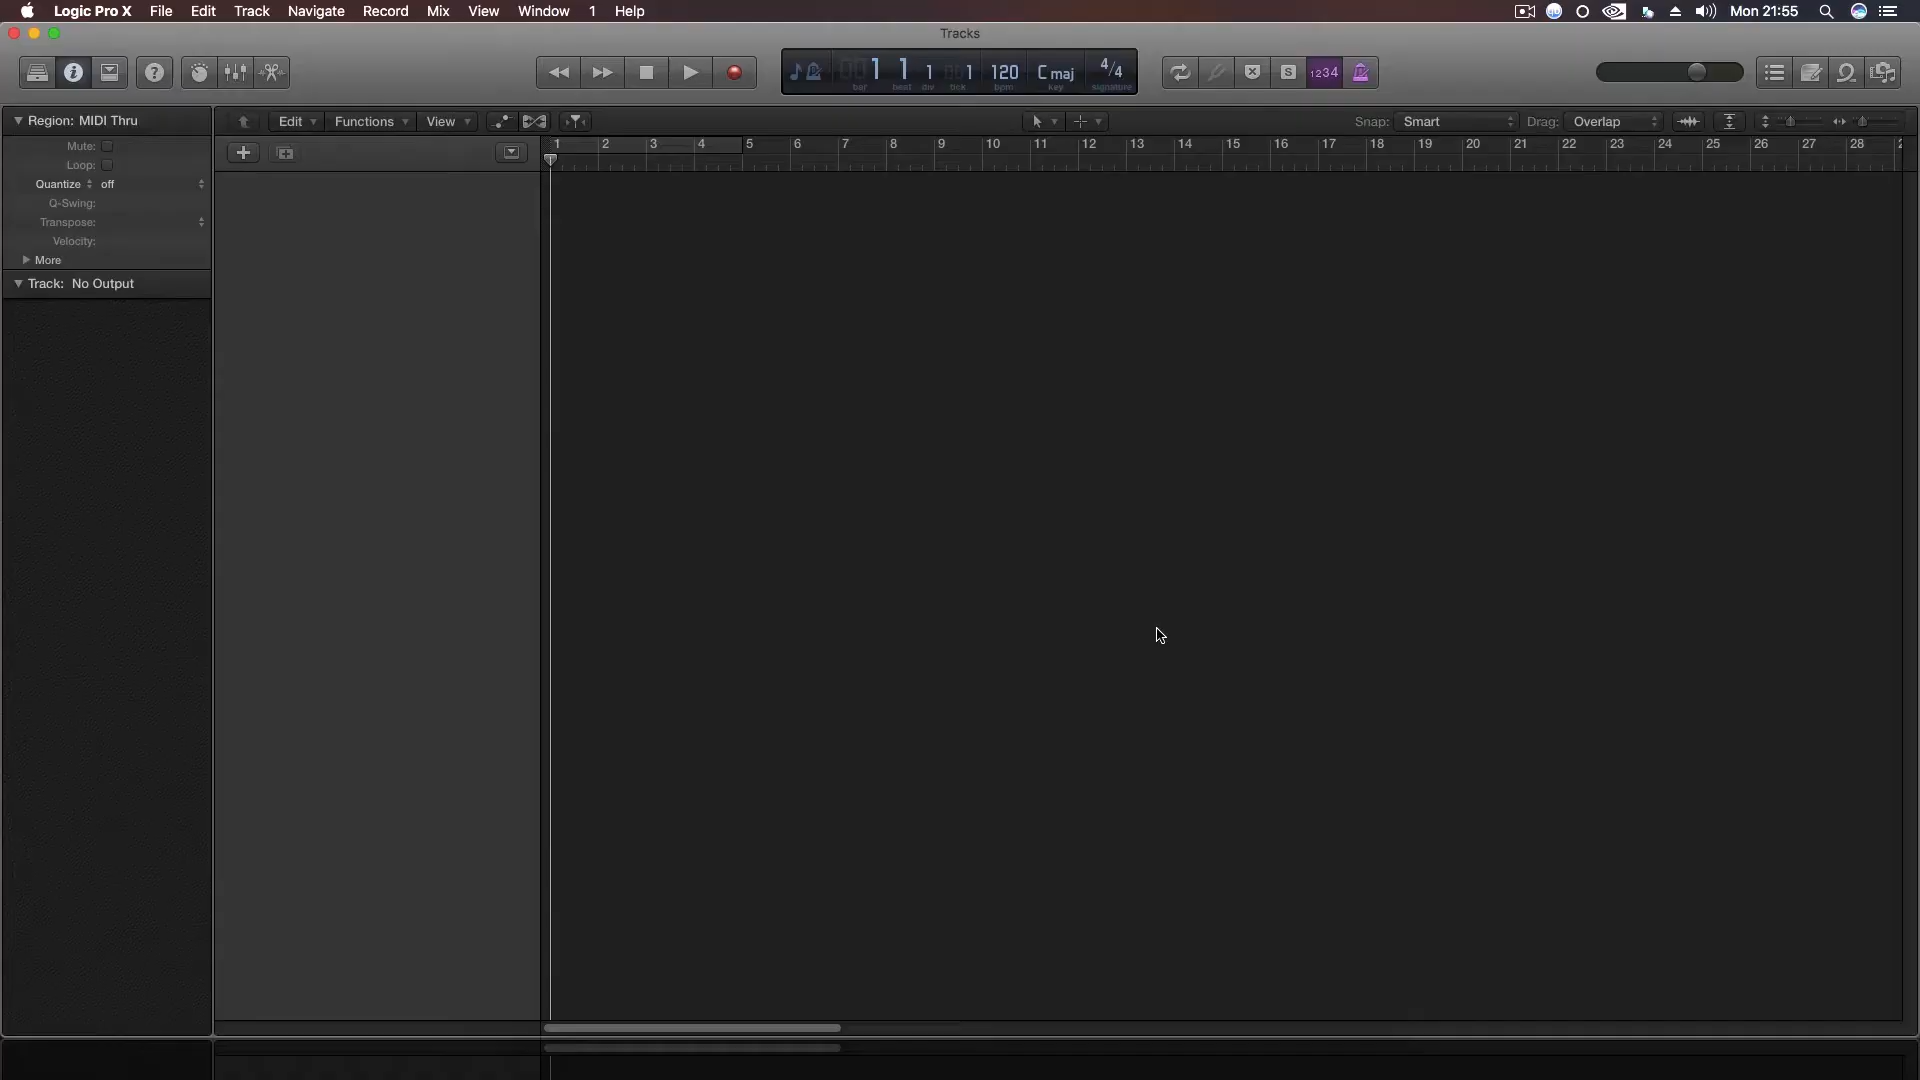 Logic Pro X File Edit Track Navigate Record Mix View Window 1 Help Mon 21:55
Tracks
1 1 1 1 120 C maj 4/4
bar beat div tick bpm key signature
S 1234
Region: MIDI Thru
Edit Functions View Snap: Smart Drag: Overlap
Mute:
Loop:
Quantize off
Q-Swing:
Transpose:
Velocity:
More
Track: No Output
1 2 3 4 5 6 7 8 9 10 11 12 13 14 15 16 17 18 19 20 21 22 23 24 25 26 27 28